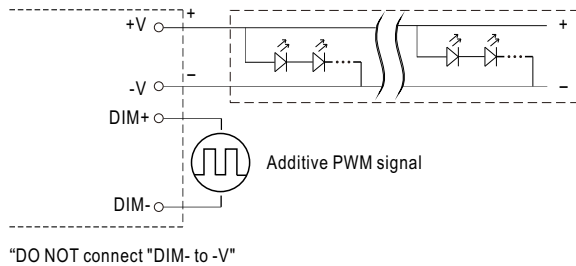 +V + +
-V − −
DIM+
Additive PWM signal
DIM-
“DO NOT connect "DIM- to -V"